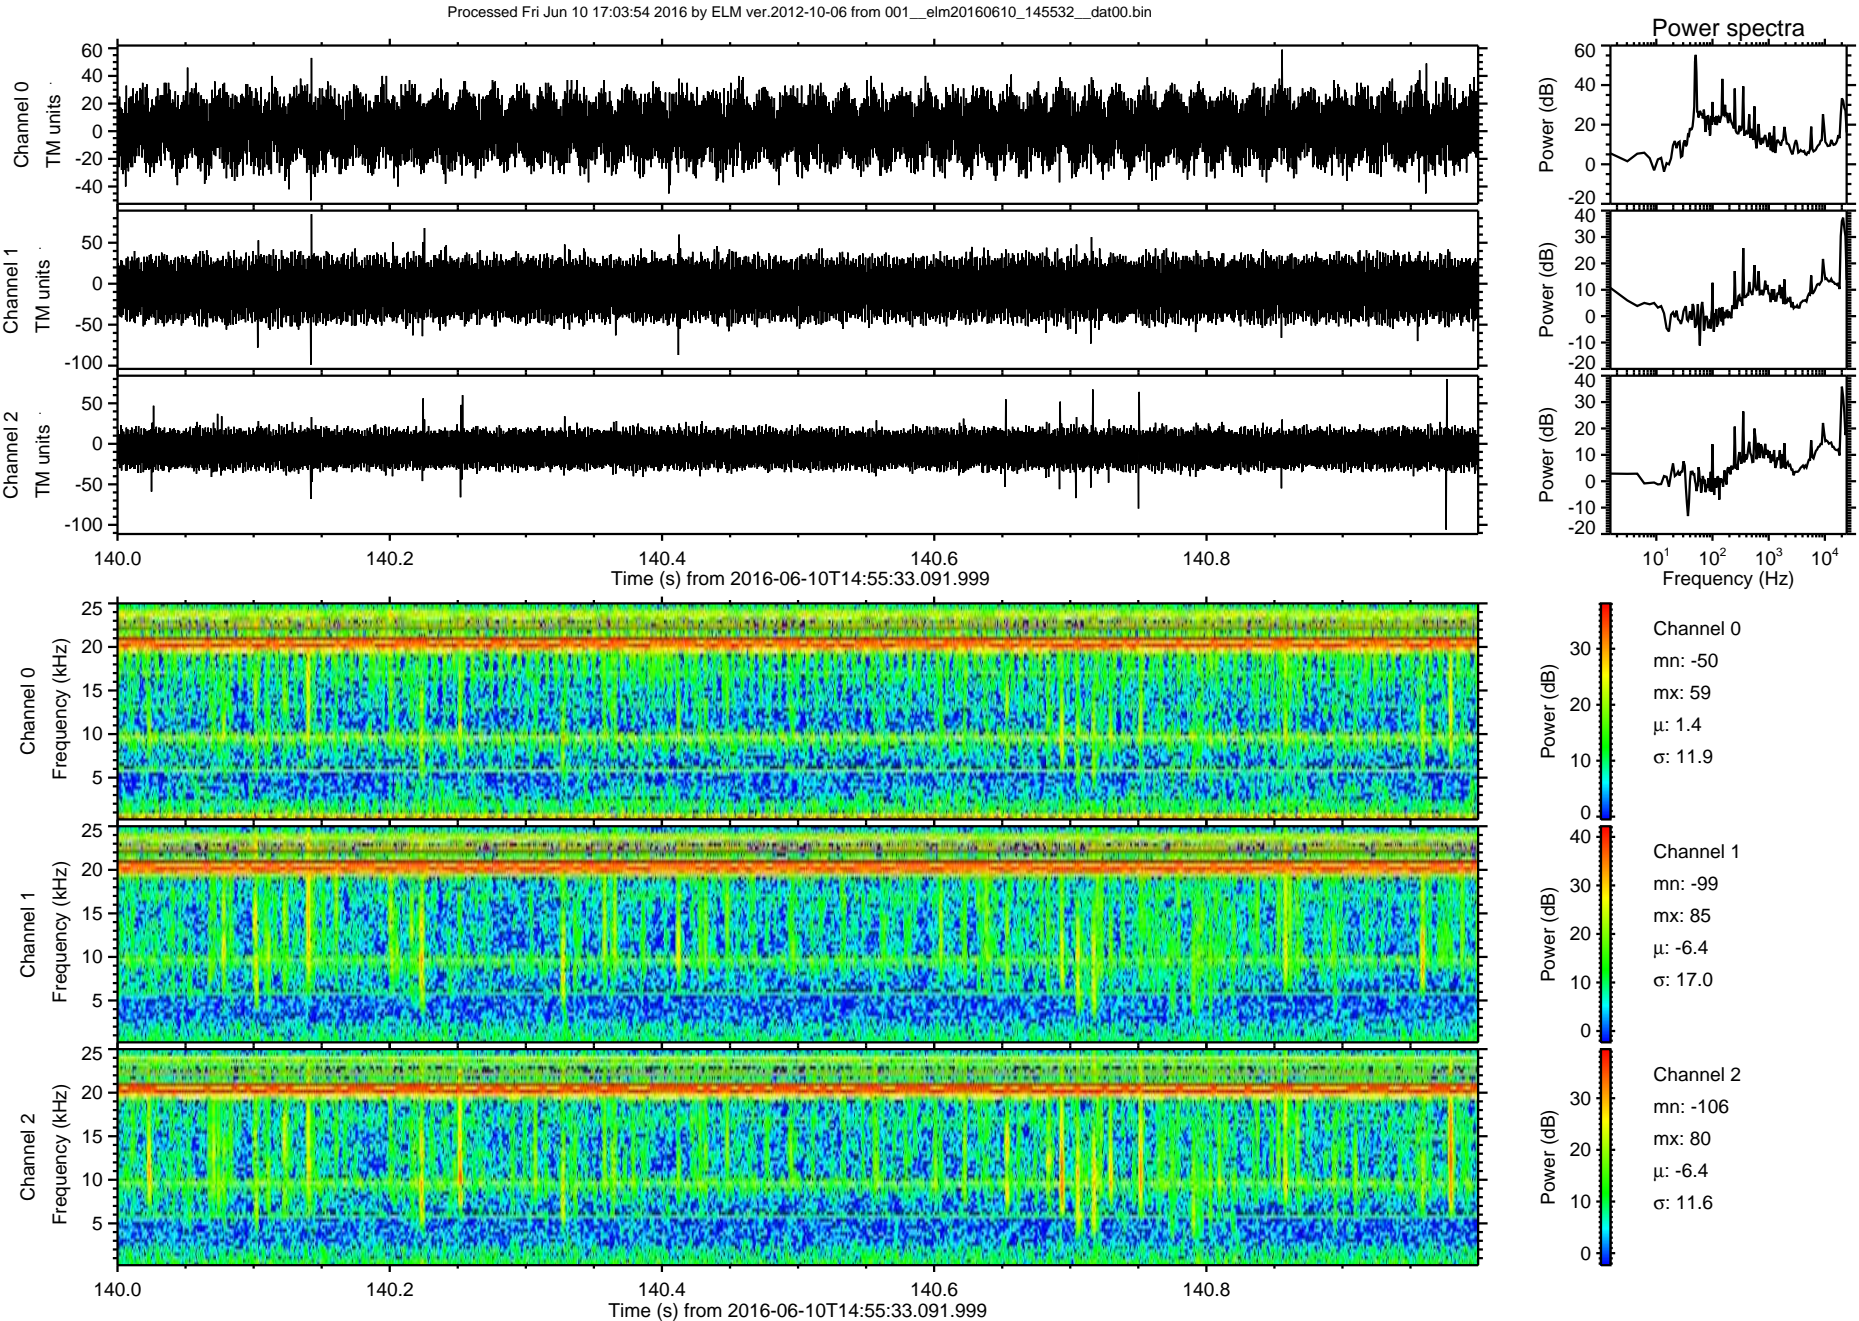 Processed Fri Jun 10 17:03:54 2016 by ELM ver.2012-10-06 from 001__elm20160610_145532__dat00.bin
Power spectra
Channel 0
TM units
60
40
20
0
-20
-40
Power (dB)
60
40
20
0
-20
Channel 1
TM units
50
0
-50
-100
Power (dB)
40
30
20
10
0
-10
-20
Channel 2
TM units
50
0
-50
-100
Power (dB)
40
30
20
10
0
-10
-20
140.0 140.2 140.4 140.6 140.8
Time (s) from 2016-06-10T14:55:33.091.999
10^1 10^2 10^3 10^4
Frequency (Hz)
Channel 0
Frequency (kHz)
25
20
15
10
5
Power (dB)
30
20
10
0
Channel 0
mn: -50
mx: 59
μ: 1.4
σ: 11.9
Channel 1
Frequency (kHz)
25
20
15
10
5
Power (dB)
40
30
20
10
0
Channel 1
mn: -99
mx: 85
μ: -6.4
σ: 17.0
Channel 2
Frequency (kHz)
25
20
15
10
5
Power (dB)
30
20
10
0
Channel 2
mn: -106
mx: 80
μ: -6.4
σ: 11.6
140.0 140.2 140.4 140.6 140.8
Time (s) from 2016-06-10T14:55:33.091.999